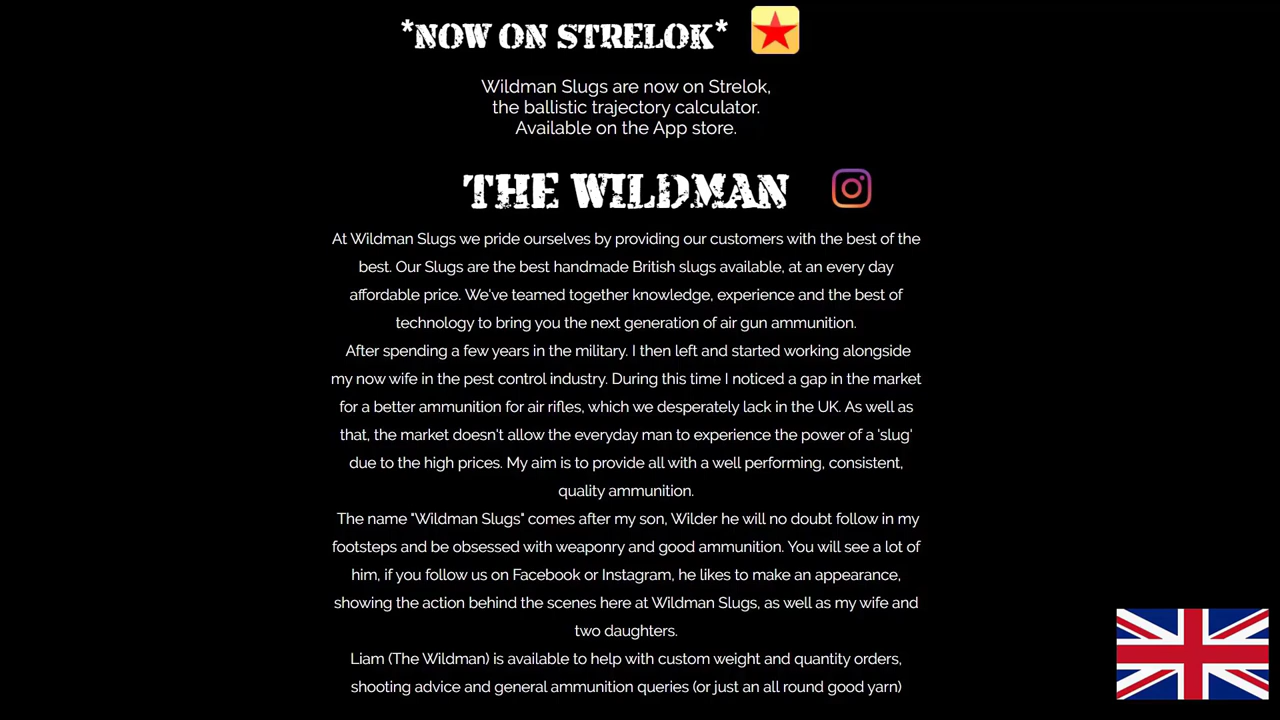 *NOW ON STRELOK*
Wildman Slugs are now on Strelok,
the ballistic trajectory calculator.
Available on the App store.
THE WILDMAN
At Wildman Slugs we pride ourselves by providing our customers with the best of the
best. Our Slugs are the best handmade British slugs available, at an every day
affordable price. We've teamed together knowledge, experience and the best of
technology to bring you the next generation of air gun ammunition.
After spending a few years in the military. I then left and started working alongside
my now wife in the pest control industry. During this time I noticed a gap in the market
for a better ammunition for air rifles, which we desperately lack in the UK. As well as
that, the market doesn't allow the everyday man to experience the power of a 'slug'
due to the high prices. My aim is to provide all with a well performing, consistent,
quality ammunition.
The name "Wildman Slugs" comes after my son, Wilder he will no doubt follow in my
footsteps and be obsessed with weaponry and good ammunition. You will see a lot of
him, if you follow us on Facebook or Instagram, he likes to make an appearance,
showing the action behind the scenes here at Wildman Slugs, as well as my wife and
two daughters.
Liam (The Wildman) is available to help with custom weight and quantity orders,
shooting advice and general ammunition queries (or just an all round good yarn)